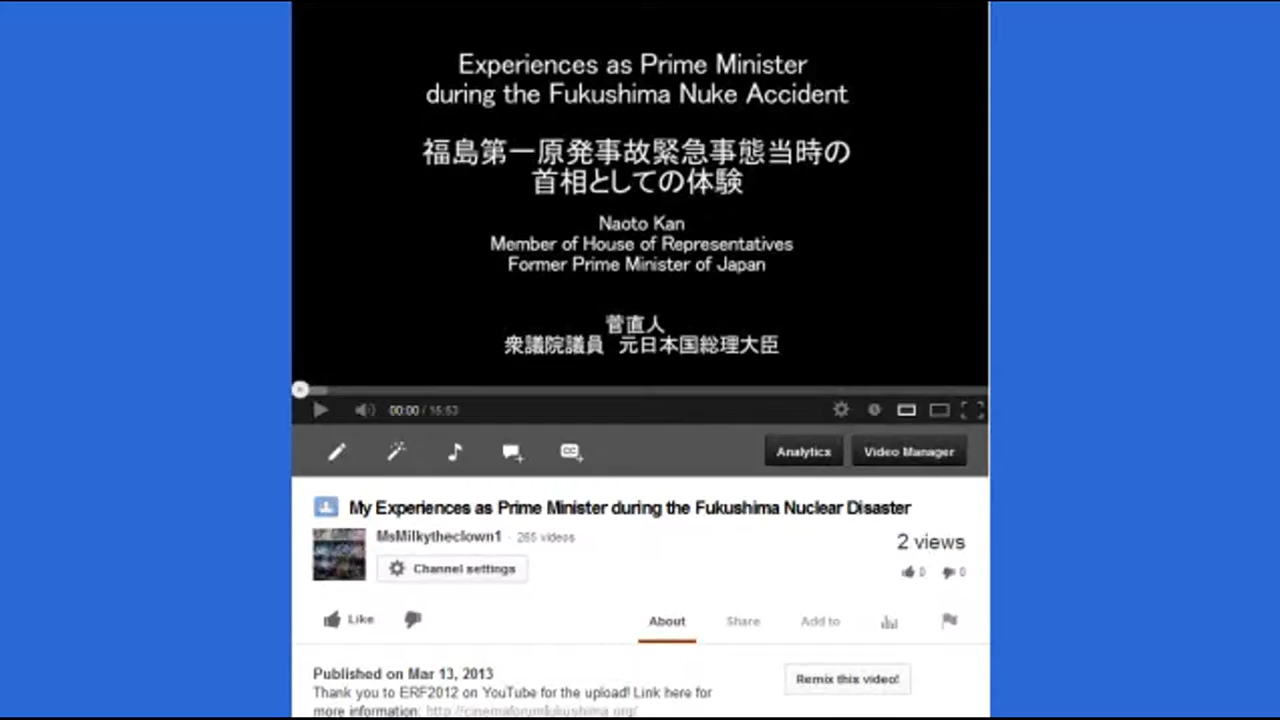 Experiences as Prime Minister
during the Fukushima Nuke Accident
福島第一原発事故緊急事態当時の
首相としての体験
Naoto Kan
Member of House of Representatives
Former Prime Minister of Japan
菅直人
衆議院議員 元日本国総理大臣
00:00 / 15:53
Analytics
Video Manager
My Experiences as Prime Minister during the Fukushima Nuclear Disaster
MsMilkytheclown1 · 265 videos
2 views
Channel settings
0
0
Like
About
Share
Add to
Published on Mar 13, 2013
Remix this video!
Thank you to ERF2012 on YouTube for the upload! Link here for
more information: http://cinemaforumfukushima.org/